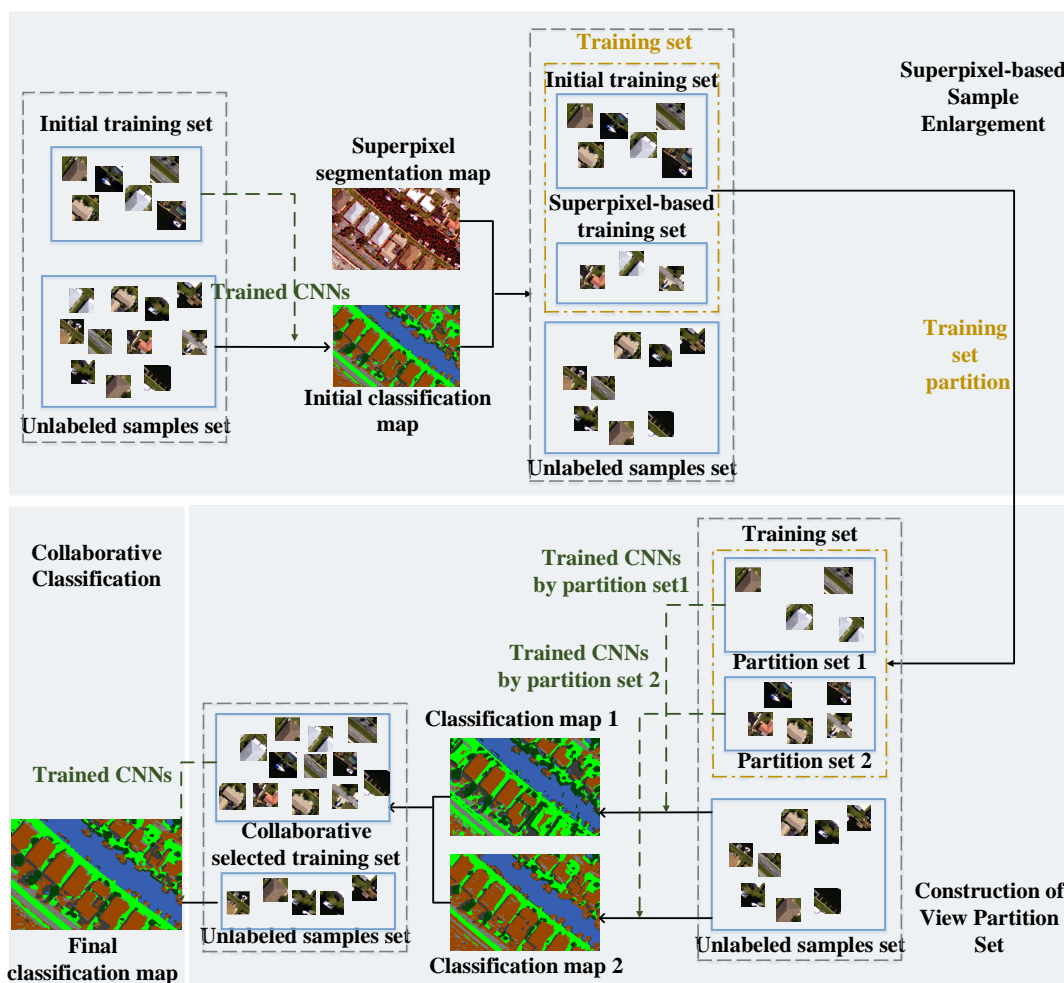 Training set
Superpixel-based
Sample
Enlargement
Initial training set
Initial training set
Superpixel
segmentation map
Superpixel-based
training set
Trained CNNs
Training
set
partition
Initial classification
map
Unlabeled samples set
Unlabeled samples set
Collaborative
Classification
Training set
Trained CNNs
by partition set1
Trained CNNs
by partition set 2
Partition set 1
Classification map 1
Partition set 2
Trained CNNs
Collaborative
selected training set
Construction of
View Partition
Set
Unlabeled samples set
Unlabeled samples set
Final
classification map
Classification map 2